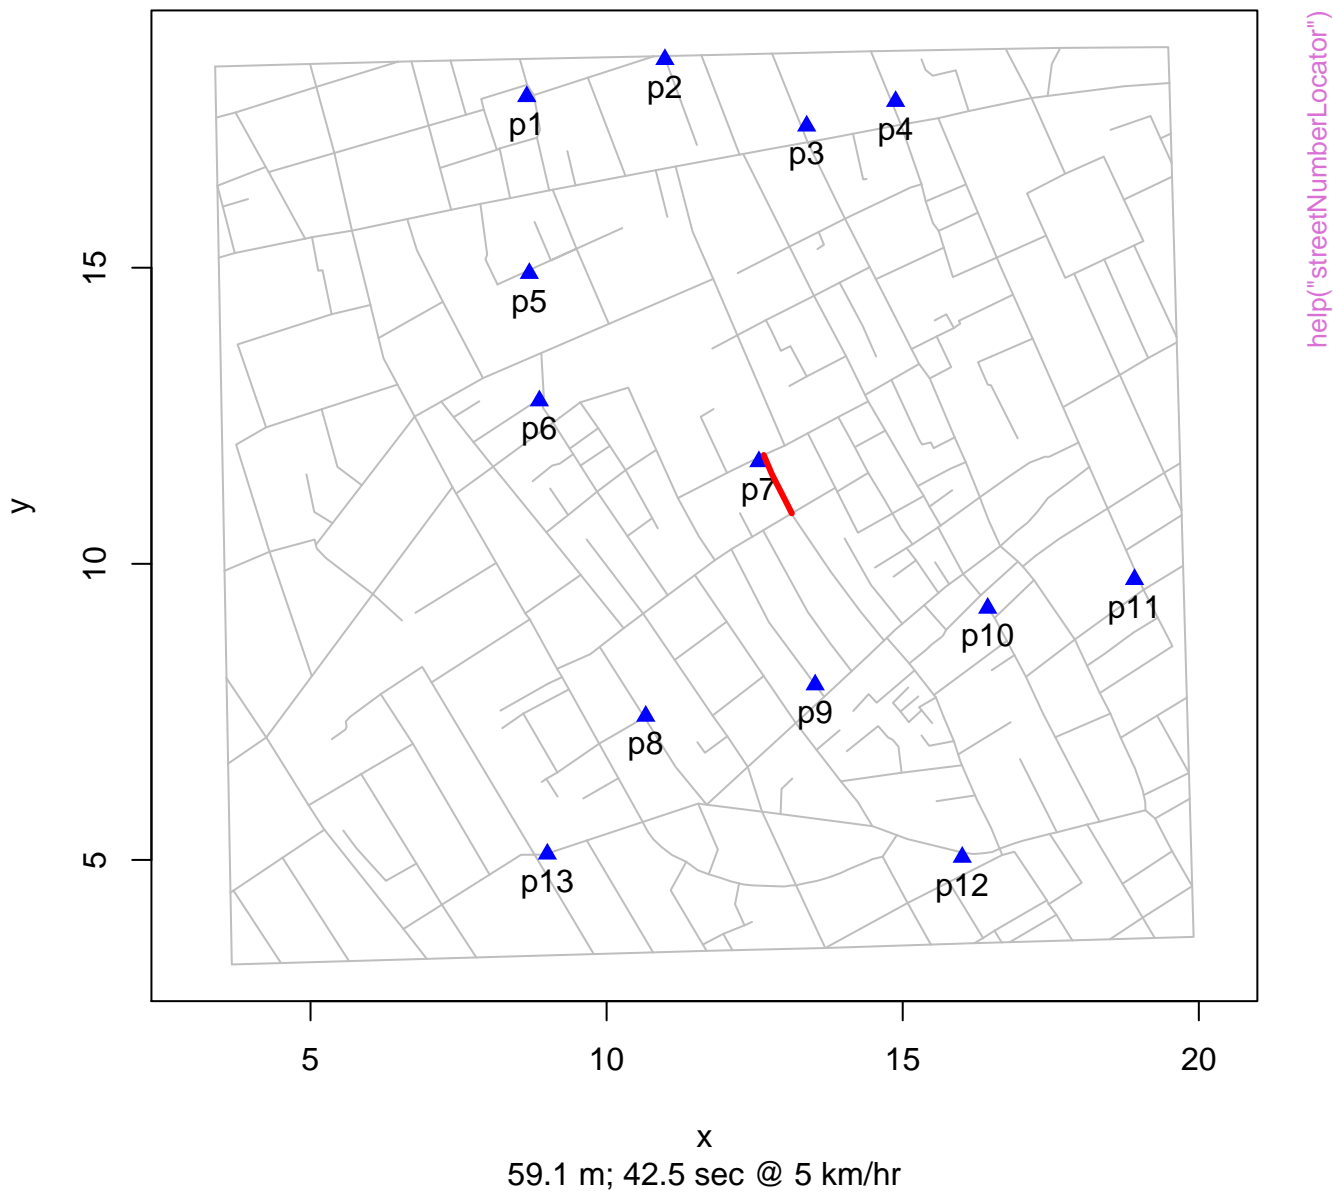 help("streetNumberLocator")
p1
p2
p3
p4
p5
p6
p7
p8
p9
p10
p11
p12
p13
y
15
10
5
5
10
15
20
x
59.1 m; 42.5 sec @ 5 km/hr